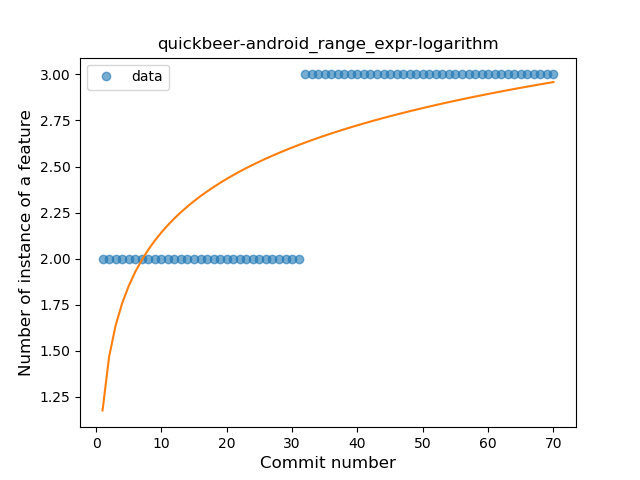 quickbeer-android_range_expr-logarithm
data
Number of instance of a feature
3.00
2.75
2.50
2.25
2.00
1.75
1.50
1.25
0 10 20 30 40 50 60 70
Commit number